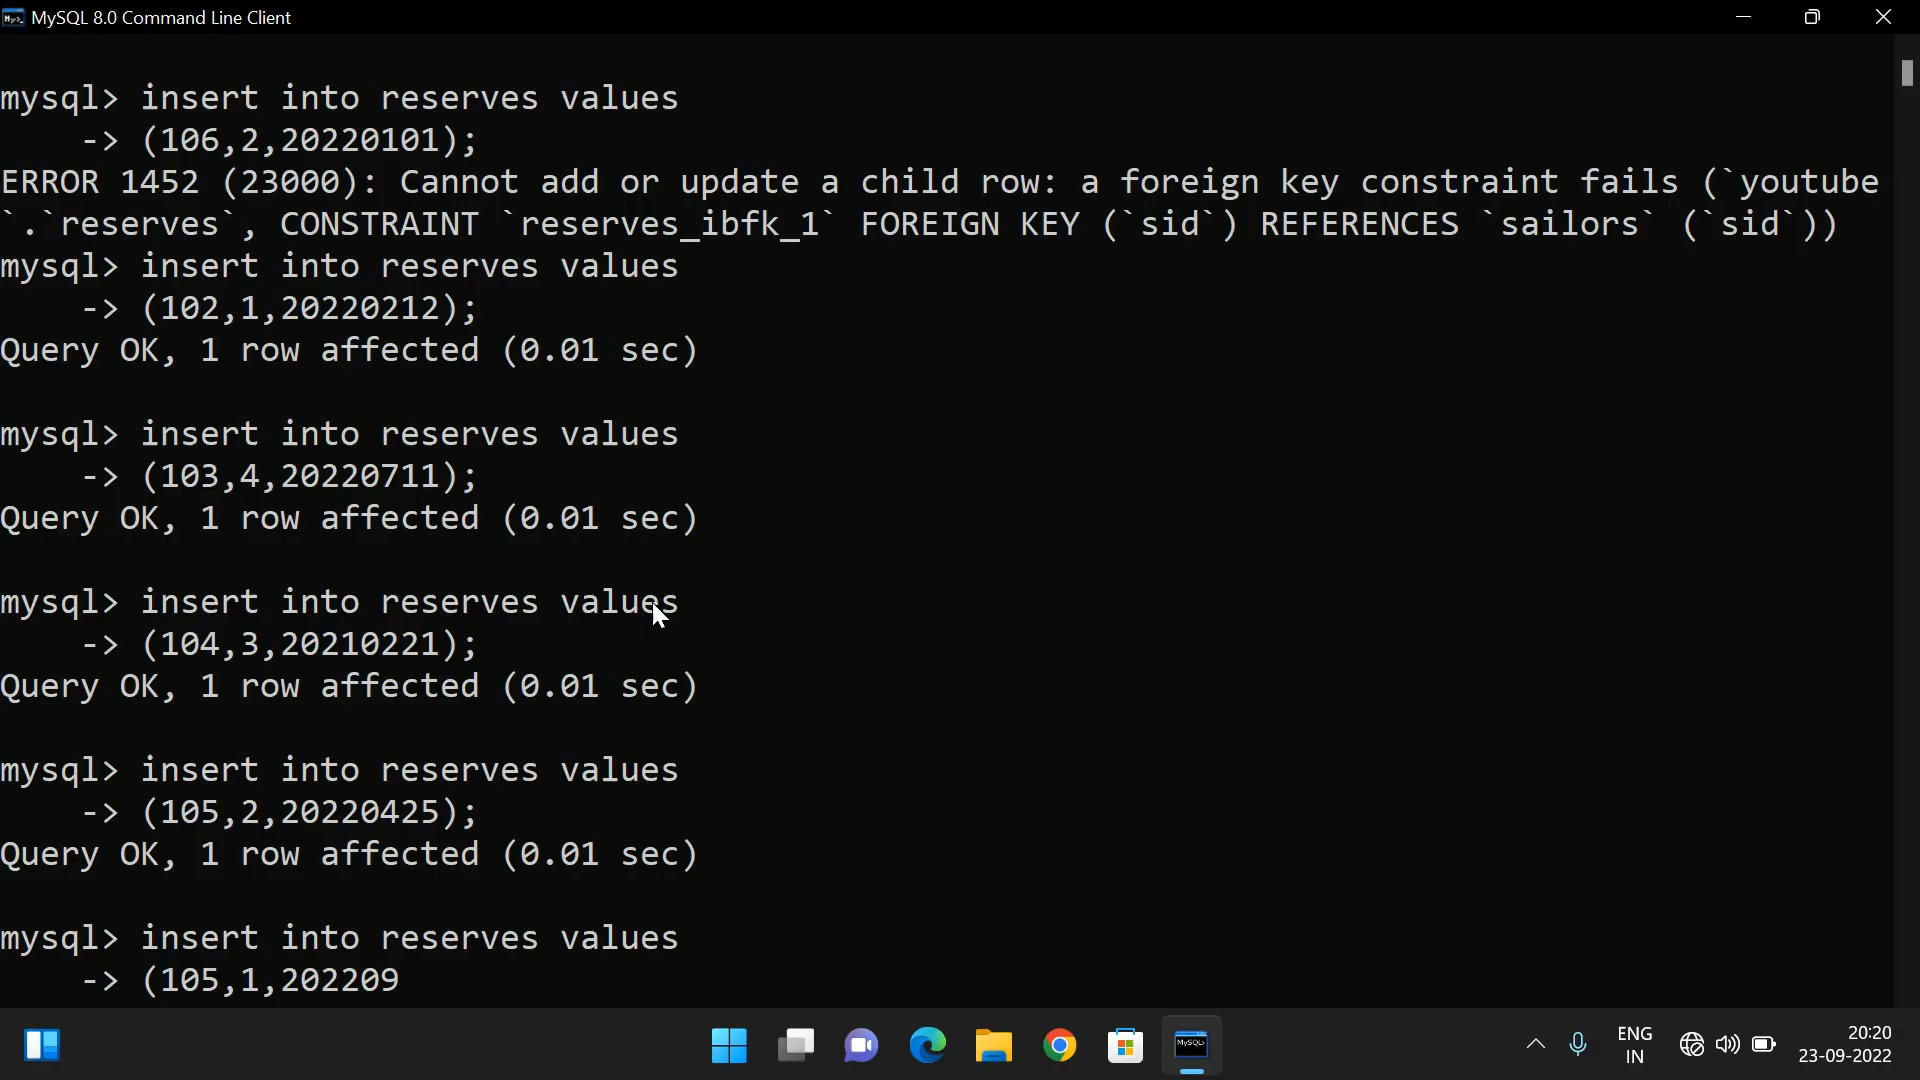 MySQL 8.0 Command Line Client
mysql> insert into reserves values
    -> (106,2,20220101);
ERROR 1452 (23000): Cannot add or update a child row: a foreign key constraint fails (`youtube
`.`reserves`, CONSTRAINT `reserves_ibfk_1` FOREIGN KEY (`sid`) REFERENCES `sailors` (`sid`))
mysql> insert into reserves values
    -> (102,1,20220212);
Query OK, 1 row affected (0.01 sec)
mysql> insert into reserves values
    -> (103,4,20220711);
Query OK, 1 row affected (0.01 sec)
mysql> insert into reserves values
    -> (104,3,20210221);
Query OK, 1 row affected (0.01 sec)
mysql> insert into reserves values
    -> (105,2,20220425);
Query OK, 1 row affected (0.01 sec)
mysql> insert into reserves values
    -> (105,1,202209
MySQL>
ENG
IN
20:20
23-09-2022